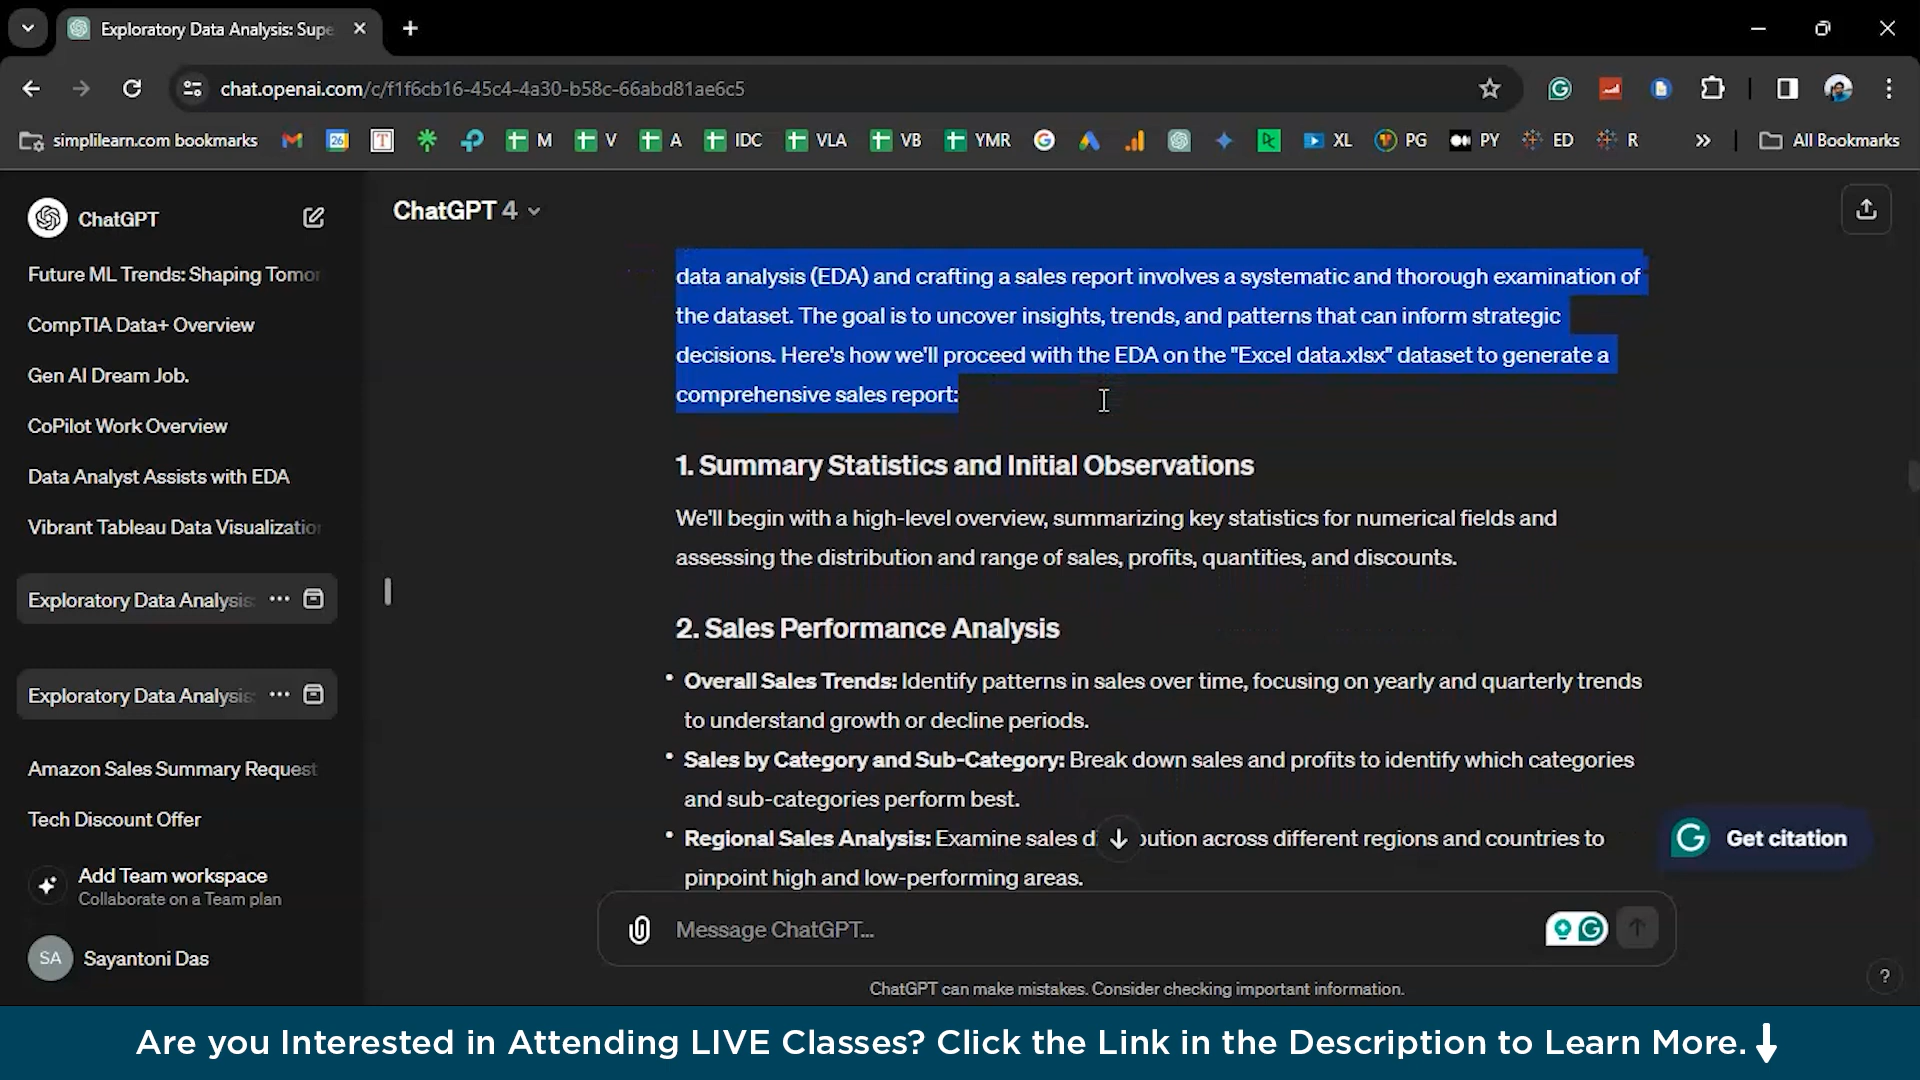 Exploratory Data Analysis: Supe
chat.openai.com/c/f1f6cb16-45c4-4a30-b58c-66abd81ae6c5
simplilearn.com bookmarks M V A IDC VLA VB YMR XL PG PY ED R All Bookmarks
ChatGPT
Future ML Trends: Shaping Tomor
CompTIA Data+ Overview
Gen AI Dream Job.
CoPilot Work Overview
Data Analyst Assists with EDA
Vibrant Tableau Data Visualization
Exploratory Data Analysis:
Exploratory Data Analysis:
Amazon Sales Summary Request
Tech Discount Offer
Add Team workspace
Collaborate on a Team plan
SA Sayantoni Das
ChatGPT 4
data analysis (EDA) and crafting a sales report involves a systematic and thorough examination of
the dataset. The goal is to uncover insights, trends, and patterns that can inform strategic
decisions. Here's how we'll proceed with the EDA on the "Excel data.xlsx" dataset to generate a
comprehensive sales report:
1. Summary Statistics and Initial Observations
We'll begin with a high-level overview, summarizing key statistics for numerical fields and
assessing the distribution and range of sales, profits, quantities, and discounts.
2. Sales Performance Analysis
• Overall Sales Trends: Identify patterns in sales over time, focusing on yearly and quarterly trends
to understand growth or decline periods.
• Sales by Category and Sub-Category: Break down sales and profits to identify which categories
and sub-categories perform best.
• Regional Sales Analysis: Examine sales d bution across different regions and countries to
pinpoint high and low-performing areas.
Get citation
Message ChatGPT...
ChatGPT can make mistakes. Consider checking important information.
?
Are you Interested in Attending LIVE Classes? Click the Link in the Description to Learn More.